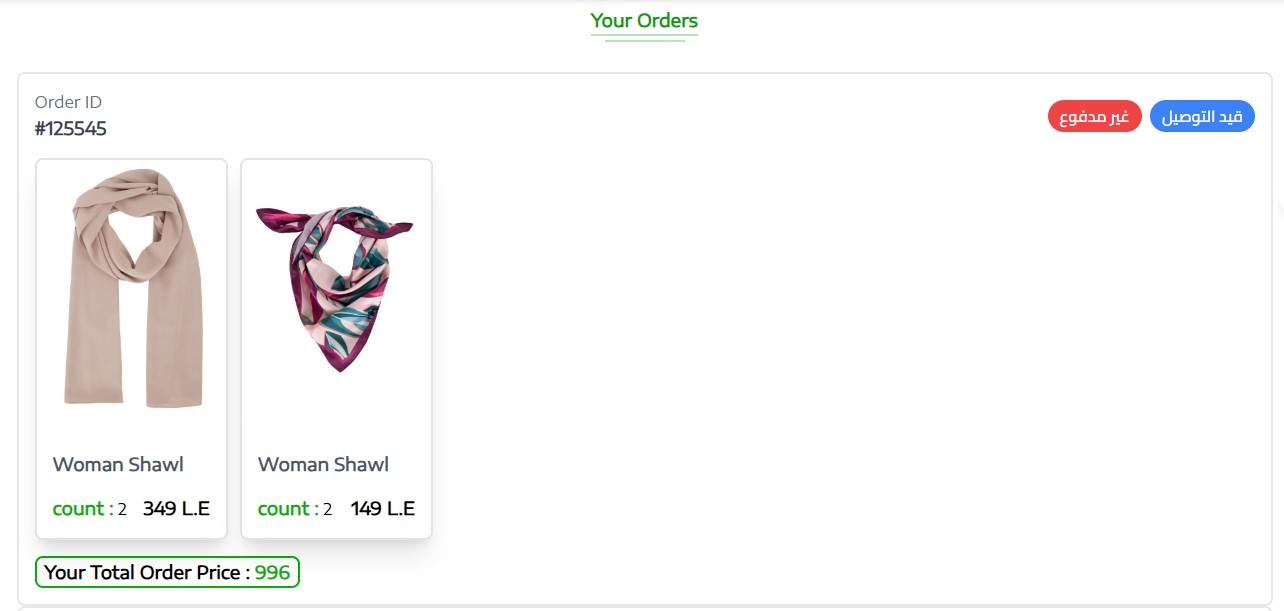 Your Orders
Order ID
#125545
غير مدفوع
قيد التوصيل
Woman Shawl
count : 2 349 L.E
Woman Shawl
count : 2 149 L.E
Your Total Order Price : 996